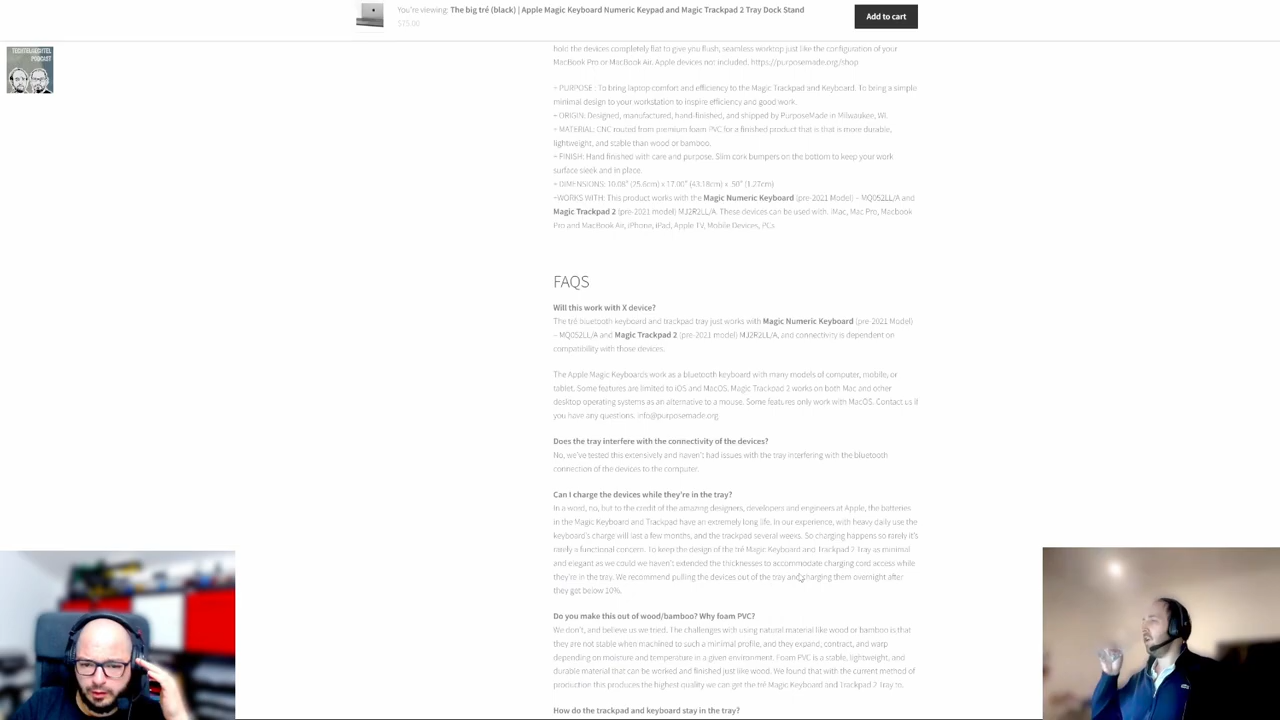 You're viewing: The big tré (black) | Apple Magic Keyboard Numeric Keypad and Magic Trackpad 2 Tray Dock Stand
$75.00
Add to cart
TECHTELMECHTEL
PODCAST
hold the devices completely flat to give you flush, seamless worktop just like the configuration of your
MacBook Pro or MacBook Air. Apple devices not included. https://purposemade.org/shop
~ PURPOSE : To bring laptop comfort and efficiency to the Magic Trackpad and Keyboard. To bring a simple
minimal design to your workstation to inspire efficiency and good work.
~ ORIGIN: Designed, manufactured, hand-finished, and shipped by PurposeMade in Milwaukee, WI.
~ MATERIAL: CNC routed from premium foam PVC for a finished product that is that is more durable,
lightweight, and stable than wood or bamboo.
~ FINISH: Hand finished with care and purpose. Slim cork bumpers on the bottom to keep your work
surface sleek and in place.
~ DIMENSIONS: 10.08" (25.6cm) x 17.00" (43.18cm) x .50" (1.27cm)
~WORKS WITH: This product works with the Magic Numeric Keyboard (pre-2021 Model) – MQ052LL/A and
Magic Trackpad 2 (pre-2021 model) MJ2R2LL/A. These devices can be used with: iMac, Mac Pro, Macbook
Pro and MacBook Air, iPhone, iPad, Apple TV, Mobile Devices, PCs
FAQS
Will this work with X device?
The tré bluetooth keyboard and trackpad tray just works with Magic Numeric Keyboard (pre-2021 Model)
– MQ052LL/A and Magic Trackpad 2 (pre-2021 model) MJ2R2LL/A, and connectivity is dependent on
compatibility with those devices.
The Apple Magic Keyboards work as a bluetooth keyboard with many models of computer, mobile, or
tablet. Some features are limited to iOS and MacOS. Magic Trackpad 2 works on both Mac and other
desktop operating systems as an alternative to a mouse. Some features only work with MacOS. Contact us if
you have any questions. info@purposemade.org
Does the tray interfere with the connectivity of the devices?
No, we've tested this extensively and haven't had issues with the tray interfering with the bluetooth
connection of the devices to the computer.
Can I charge the devices while they're in the tray?
In a word, no, but to the credit of the amazing designers, developers and engineers at Apple, the batteries
in the Magic Keyboard and Trackpad have an extremely long life. In our experience, with heavy daily use the
keyboard's charge will last a few months, and the trackpad several weeks. So charging happens so rarely it's
rarely a functional concern. To keep the design of the tré Magic Keyboard and Trackpad 2 Tray as minimal
and elegant as we could we haven't extended the thicknesses to accommodate charging cord access while
they're in the tray. We recommend pulling the devices out of the tray and charging them overnight after
they get below 10%.
Do you make this out of wood/bamboo? Why foam PVC?
We don't, and believe us we tried. The challenges with using natural material like wood or bamboo is that
they are not stable when machined to such a minimal profile, and they expand, contract, and warp
depending on moisture and temperature in a given environment. Foam PVC is a stable, lightweight, and
durable material that can be worked and finished just like wood. We found that with the current method of
production this produces the highest quality we can get the tré Magic Keyboard and Trackpad 2 Tray to.
How do the trackpad and keyboard stay in the tray?